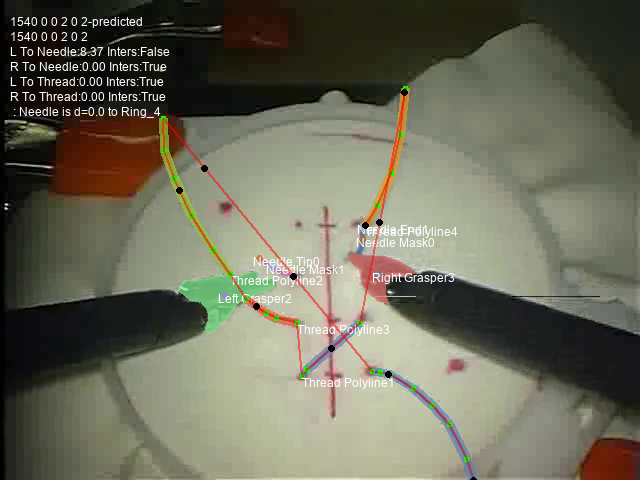 1540 0 0 2 0 2-predicted
1540 0 0 2 0 2
L To Needle:8.37 Inters:False
R To Needle:0.00 Inters:True
L To Thread:0.00 Inters:True
R To Thread:0.00 Inters:True
: Needle is d=0.0 to Ring_4
Needle End1
Thread Polyline4
Needle Mask0
Needle Tip0
Needle Mask1
Thread Polyline2
Right Grasper3
Left Grasper2
Thread Polyline3
Thread Polyline1